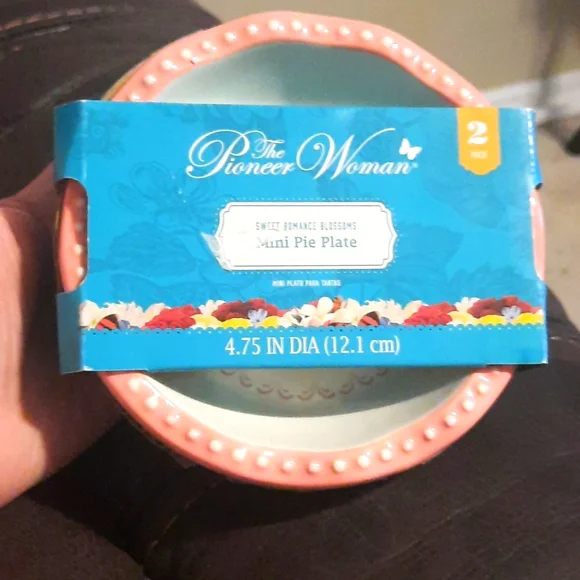 The
Pioneer Woman
2
PACK
SWEET ROMANCE BLOSSOMS
Mini Pie Plate
MINI PLATO PARA TARTAS
4.75 IN DIA (12.1 cm)